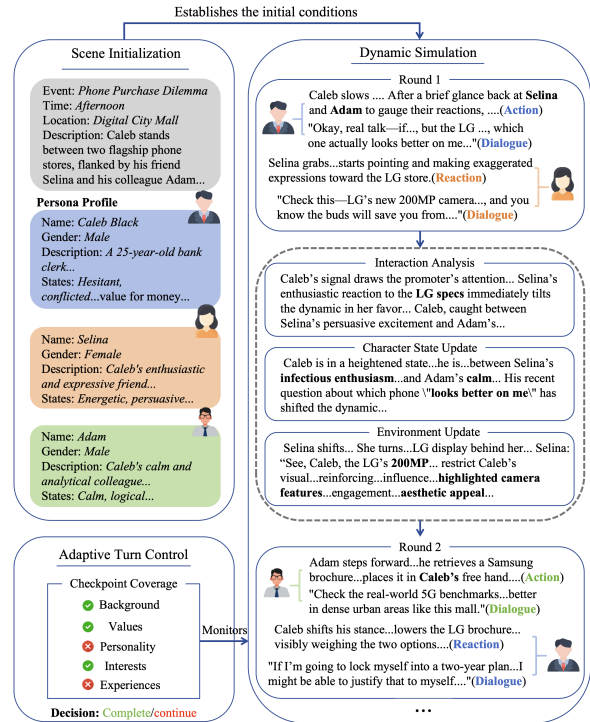 Establishes the initial conditions
Scene Initialization
Event: Phone Purchase Dilemma
Time: Afternoon
Location: Digital City Mall
Description: Caleb stands
between two flagship phone
stores, flanked by his friend
Selina and his colleague Adam...
Persona Profile
Name: Caleb Black
Gender: Male
Description: A 25-year-old bank
clerk...
States: Hesitant,
conflicted...value for money...
Name: Selina
Gender: Female
Description: Caleb's enthusiastic
and expressive friend...
States: Energetic, persuasive...
Name: Adam
Gender: Male
Description: Caleb's calm and
analytical colleague...
States: Calm, logical...
Adaptive Turn Control
Checkpoint Coverage
Background
Values
Personality
Interests
Experiences
Decision: Complete/continue
Monitors
Dynamic Simulation
Round 1
Caleb slows .... After a brief glance back at Selina
and Adam to gauge their reactions, ....(Action)
"Okay, real talk—if..., but the LG ..., which
one actually looks better on me..."(Dialogue)
Selina grabs...starts pointing and making exaggerated
expressions toward the LG store.(Reaction)
"Check this—LG's new 200MP camera..., and you
know the buds will save you from...."(Dialogue)
Interaction Analysis
Caleb's signal draws the promoter's attention... Selina's
enthusiastic reaction to the LG specs immediately tilts
the dynamic in her favor... Caleb, caught between
Selina's persuasive excitement and Adam's...
Character State Update
Caleb is in a heightened state...he is...between Selina's
infectious enthusiasm...and Adam's calm... His recent
question about which phone \"looks better on me\" has
shifted the dynamic...
Environment Update
Selina shifts... She turns...LG display behind her... Selina:
“See, Caleb, the LG’s 200MP... restrict Caleb's
visual...reinforcing...influence...highlighted camera
features...engagement...aesthetic appeal...
Round 2
Adam steps forward...he retrieves a Samsung
brochure...places it in Caleb's free hand....(Action)
"Check the real-world 5G benchmarks...better
in dense urban areas like this mall."(Dialogue)
Caleb shifts his stance...lowers the LG brochure...
visibly weighing the two options....(Reaction)
"If I’m going to lock myself into a two-year plan...I
might be able to justify that to myself...."(Dialogue)
...